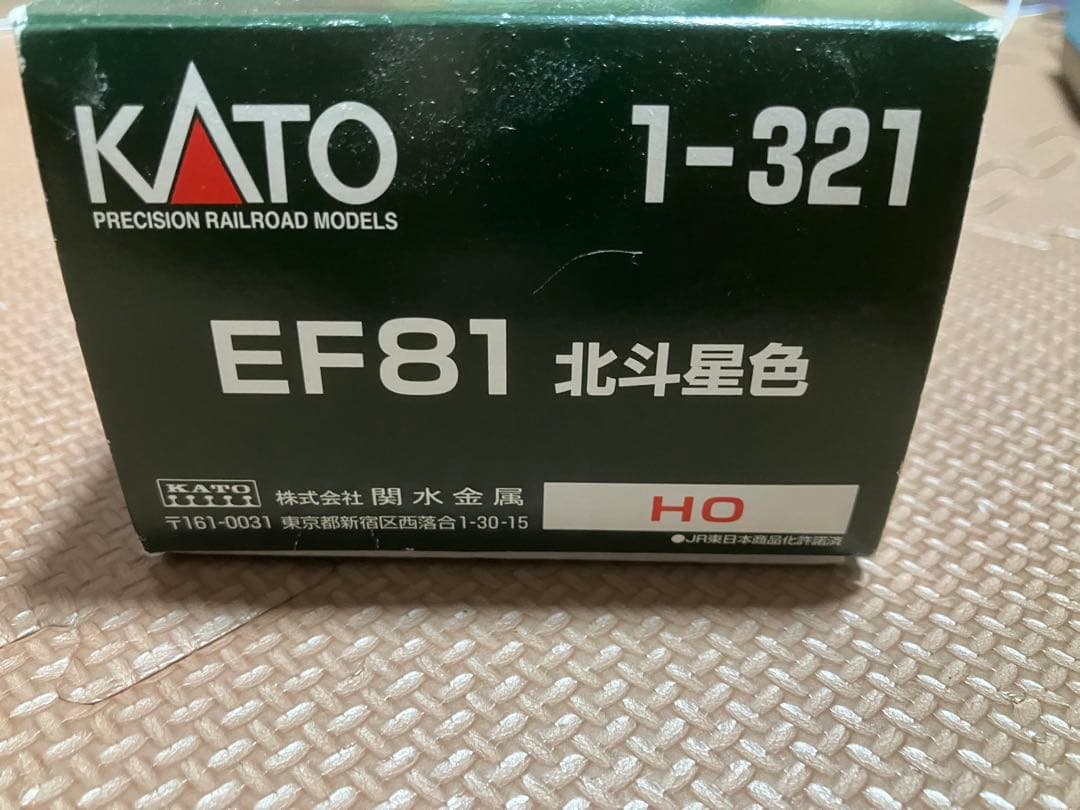 KATO 1-321
PRECISION RAILROAD MODELS
EF81 北斗星色
KATO 株式会社 関水金属
〒161-0031 東京都新宿区西落合1-30-15
HO
●JR東日本商品化許諾済